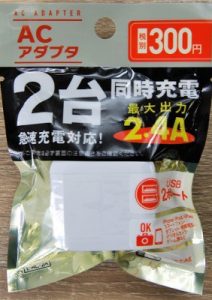 AC ADAPTER
AC
アダプタ
税別 300円
2台 同時充電
最大出力
2.4A
急速充電対応!
USB
2ポート
OK